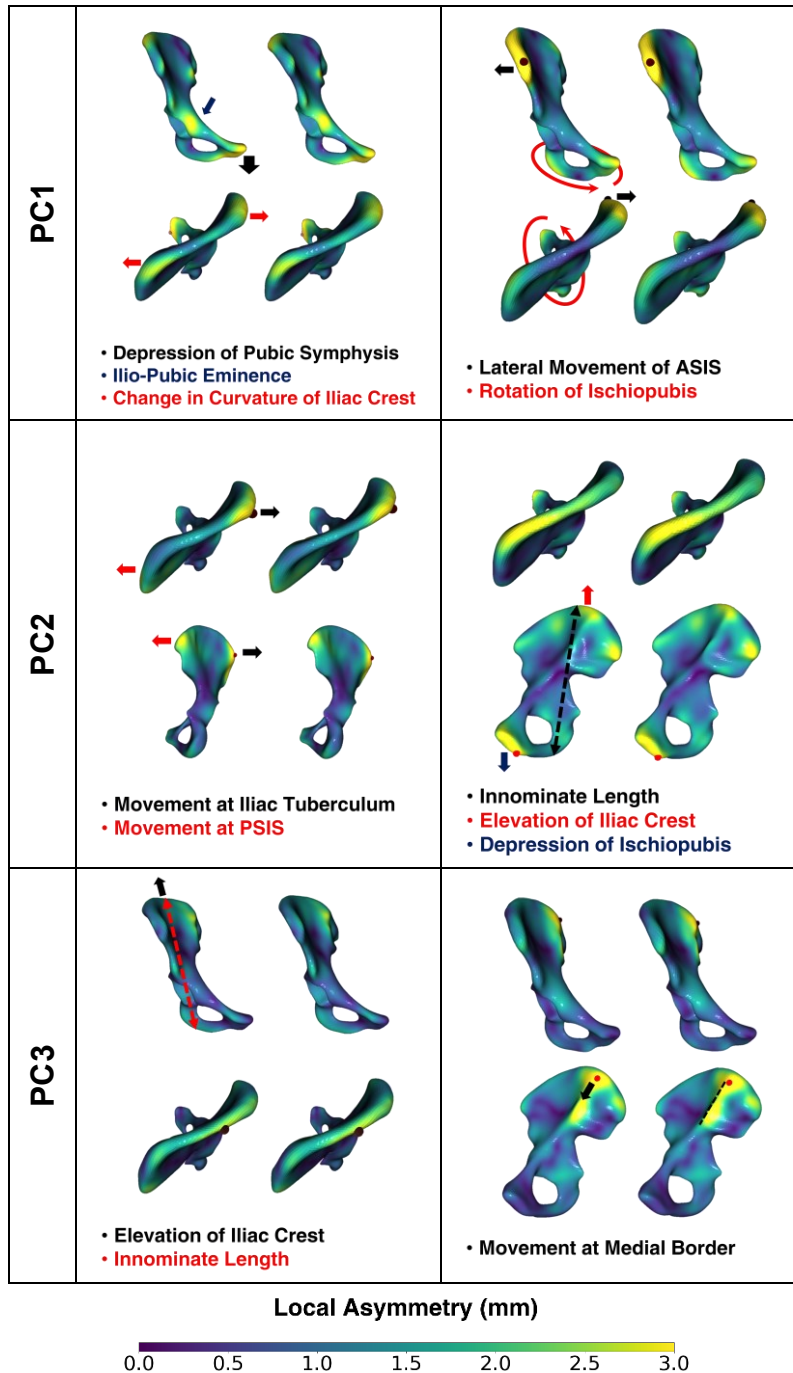 PC1
• Depression of Pubic Symphysis
• Ilio-Pubic Eminence
• Change in Curvature of Iliac Crest
• Lateral Movement of ASIS
• Rotation of Ischiopubis
PC2
• Movement at Iliac Tuberculum
• Movement at PSIS
• Innominate Length
• Elevation of Iliac Crest
• Depression of Ischiopubis
PC3
• Elevation of Iliac Crest
• Innominate Length
• Movement at Medial Border
Local Asymmetry (mm)
0.0 0.5 1.0 1.5 2.0 2.5 3.0